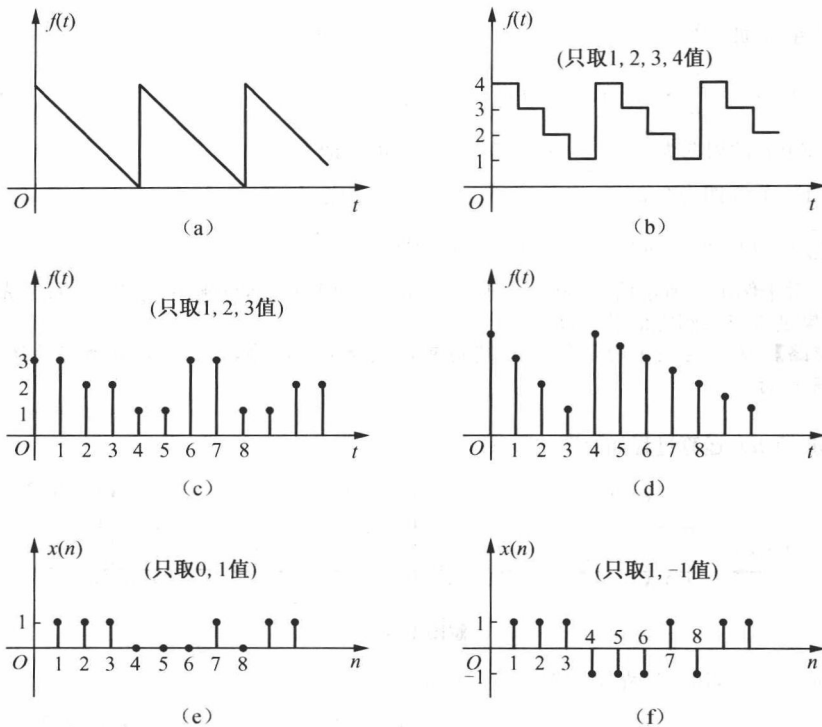 f(t)
O
t
(a)
f(t)
(只取1, 2, 3, 4值)
4
3
2
1
O
t
(b)
f(t)
(只取1, 2, 3值)
3
2
1
O
1 2 3 4 5 6 7 8
t
(c)
f(t)
O
1 2 3 4 5 6 7 8
t
(d)
x(n)
(只取0, 1值)
1
O
1 2 3 4 5 6 7 8
n
(e)
x(n)
(只取1, -1值)
1
4 5 6 8
O
1 2 3 7
n
-1
(f)